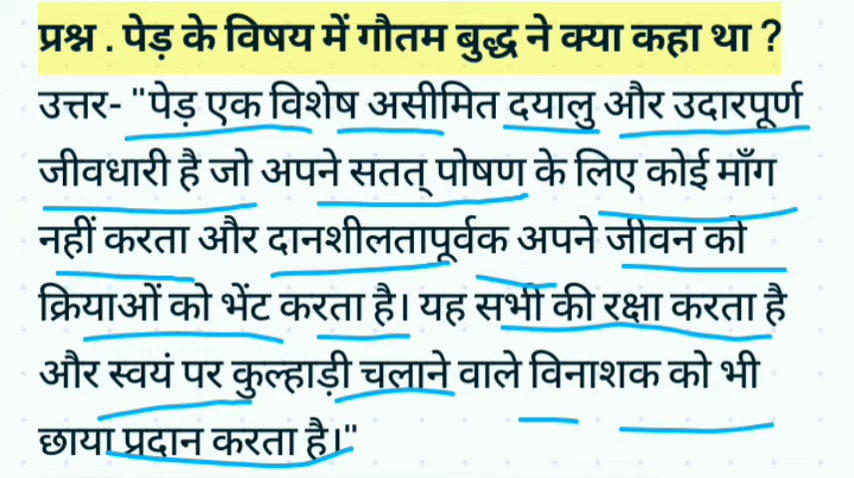 प्रश्न . पेड़ के विषय में गौतम बुद्ध ने क्या कहा था ?
उत्तर- "पेड़ एक विशेष असीमित दयालु और उदारपूर्ण
जीवधारी है जो अपने सतत् पोषण के लिए कोई माँग
नहीं करता और दानशीलतापूर्वक अपने जीवन को
क्रियाओं को भेंट करता है। यह सभी की रक्षा करता है
और स्वयं पर कुल्हाड़ी चलाने वाले विनाशक को भी
छाया प्रदान करता है।"